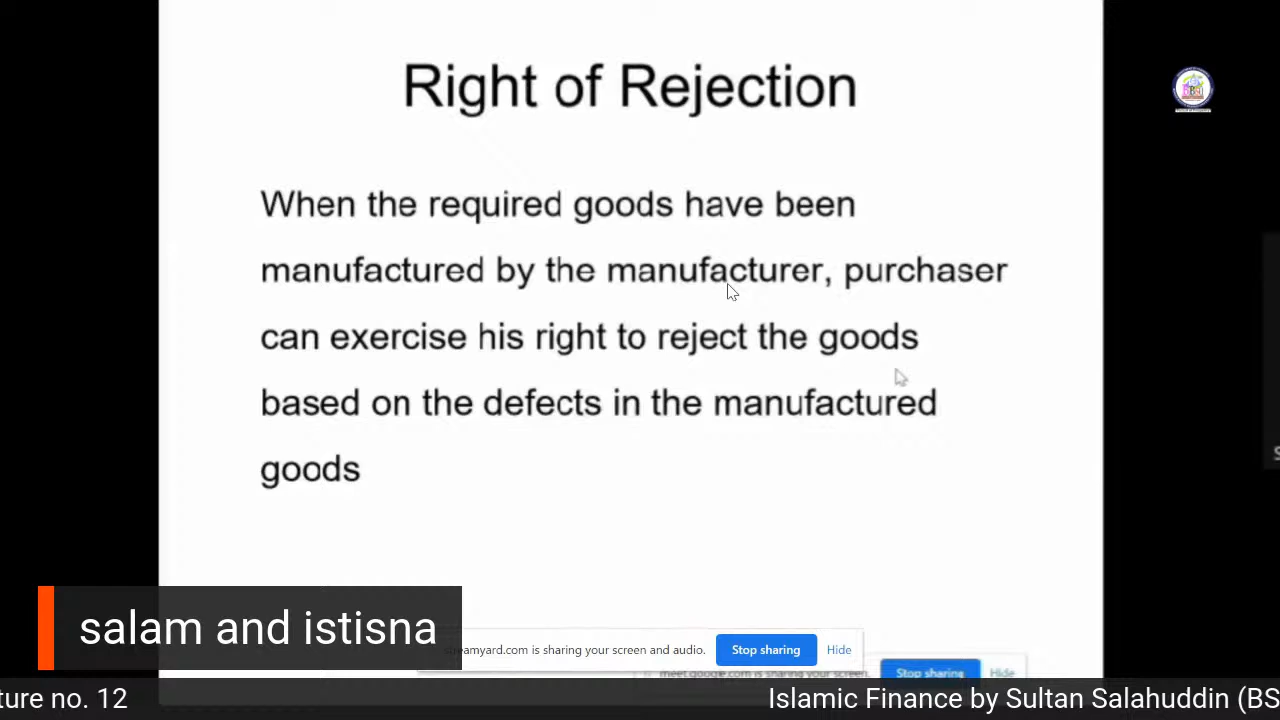 Right of Rejection
When the required goods have been
manufactured by the manufacturer, purchaser
can exercise his right to reject the goods
based on the defects in the manufactured
goods
salam and istisna
streamyard.com is sharing your screen and audio.
Stop sharing
Hide
meet.google.com is sharing your screen.
Stop sharing
Hide
ture no. 12
Islamic Finance by Sultan Salahuddin (BS